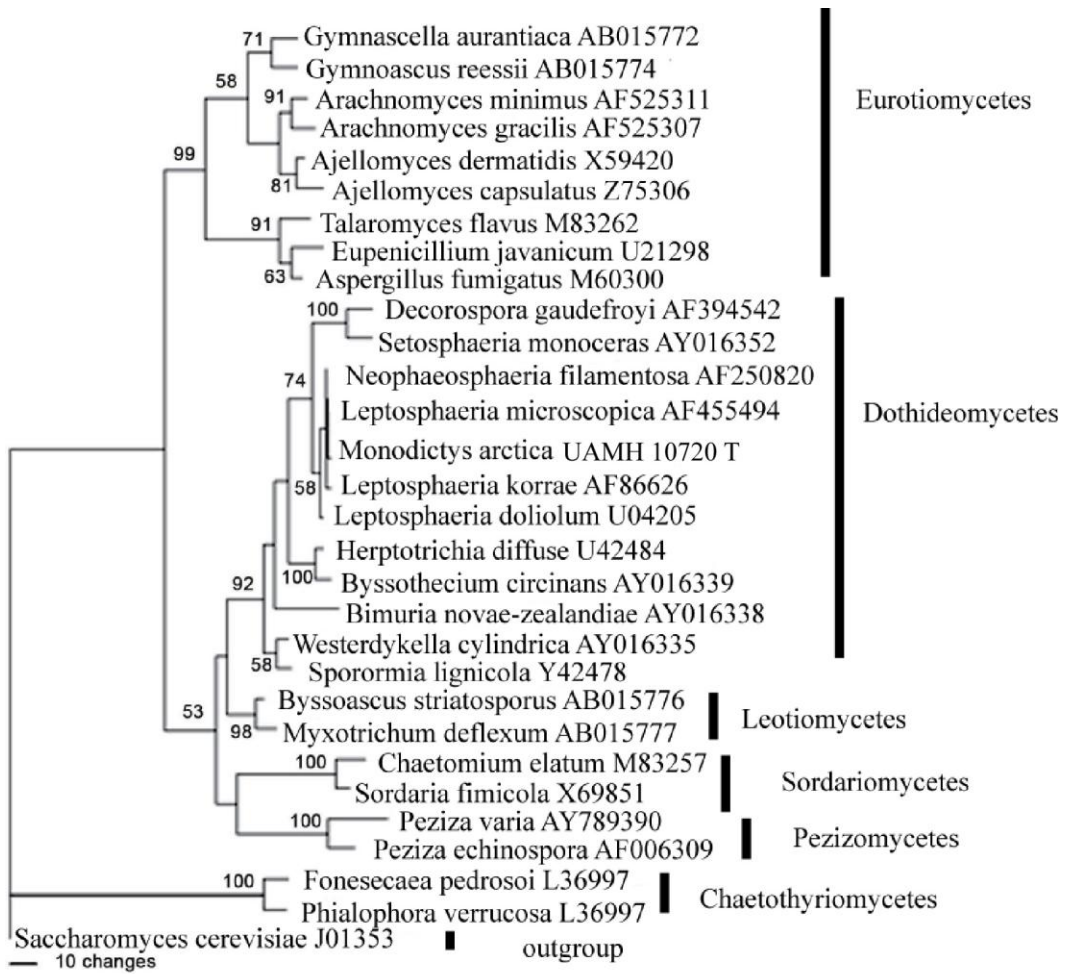 71
Gymnascella aurantiaca AB015772
Gymnoascus reessii AB015774
58
91
Arachnomyces minimus AF525311
Arachnomyces gracilis AF525307
Eurotiomycetes
99
Ajellomyces dermatidis X59420
81
Ajellomyces capsulatus Z75306
91
Talaromyces flavus M83262
Eupenicillium javanicum U21298
63
Aspergillus fumigatus M60300
100
Decorospora gaudefroyi AF394542
Setosphaeria monoceras AY016352
74
Neophaeosphaeria filamentosa AF250820
Leptosphaeria microscopica AF455494
Dothideomycetes
Monodictys arctica UAMH 10720 T
58
Leptosphaeria korrae AF86626
Leptosphaeria doliolum U04205
Herptotrichia diffuse U42484
100
Byssothecium circinans AY016339
92
Bimuria novae-zealandiae AY016338
Westerdykella cylindrica AY016335
58
Sporormia lignicola Y42478
53
Byssoascus striatosporus AB015776
98
Myxotrichum deflexum AB015777
Leotiomycetes
100
Chaetomium elatum M83257
Sordaria fimicola X69851
Sordariomycetes
100
Peziza varia AY789390
Peziza echinospora AF006309
Pezizomycetes
100
Fonesecaea pedrosoi L36997
Phialophora verrucosa L36997
Chaetothyriomycetes
Saccharomyces cerevisiae J01353
outgroup
10 changes